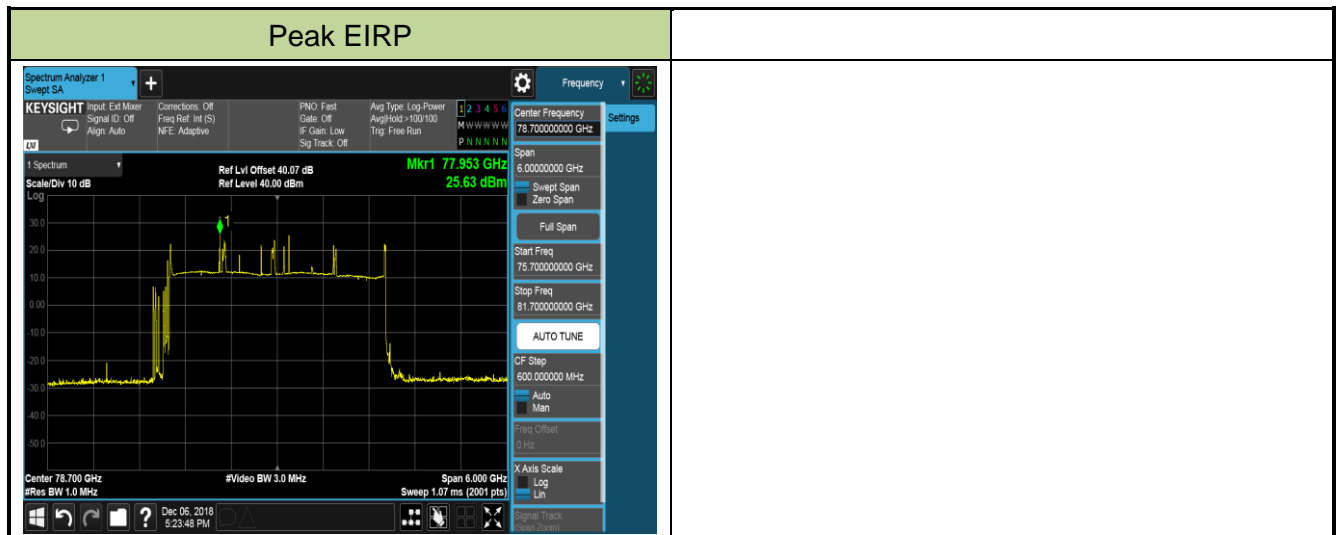 Peak EIRP
Spectrum Analyzer 1
Swept SA
Frequency
KEYSIGHT
Input: Ext Mixer
Signal ID: Off
Align: Auto
Corrections: Off
Freq Ref: Int (S)
NFE: Adaptive
PNO: Fast
Gate: Off
IF Gain: Low
Sig Track: Off
Avg Type: Log-Power
Avg|Hold:>100/100
Trig: Free Run
1 2 3 4 5 6
M W W W W W
P N N N N N
LXI
1 Spectrum
Scale/Div 10 dB
Log
Ref Lvl Offset 40.07 dB
Ref Level 40.00 dBm
Mkr1 77.953 GHz
25.63 dBm
1
30.0
20.0
10.0
0.00
-10.0
-20.0
-30.0
-40.0
-50.0
Center 78.700 GHz
#Res BW 1.0 MHz
#Video BW 3.0 MHz
Span 6.000 GHz
Sweep 1.07 ms (2001 pts)
Dec 06, 2018
5:23:48 PM
?
Center Frequency
78.700000000 GHz
Settings
Span
6.00000000 GHz
Swept Span
Zero Span
Full Span
Start Freq
75.700000000 GHz
Stop Freq
81.700000000 GHz
AUTO TUNE
CF Step
600.000000 MHz
Auto
Man
Freq Offset
0 Hz
X Axis Scale
Log
Lin
Signal Track
(Span Zoom)